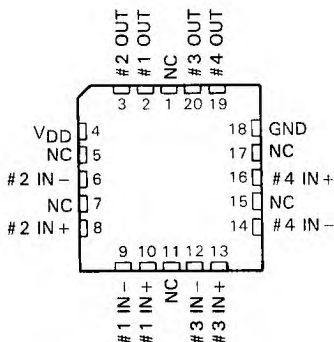 #2 OUT
#1 OUT
NC
#3 OUT
#4 OUT
3 2 1 20 19
VDD 4
NC 5
#2 IN- 6
NC 7
#2 IN+ 8
18 GND
17 NC
16 #4 IN+
15 NC
14 #4 IN-
9 10 11 12 13
#1 IN-
#1 IN+
NC
#3 IN-
#3 IN+